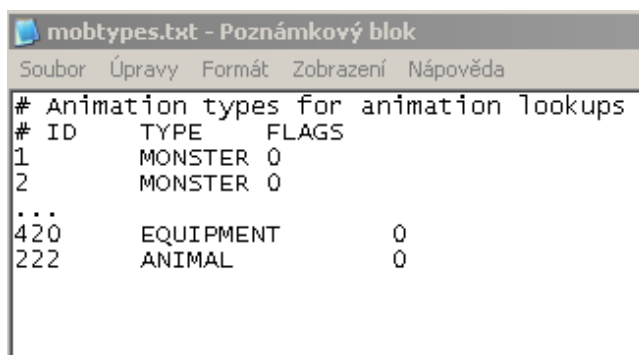 mobtypes.txt - Poznámkový blok
Soubor Úpravy Formát Zobrazení Nápověda
# Animation types for animation lookups
# ID TYPE FLAGS
1 MONSTER 0
2 MONSTER 0
...
420 EQUIPMENT 0
222 ANIMAL 0